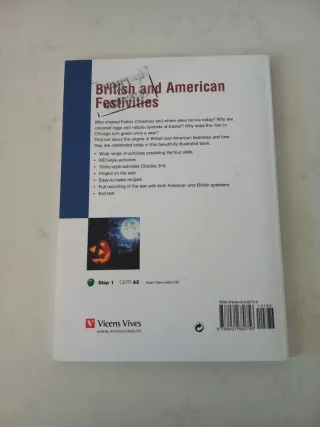 British and American
Festivities
Who created Father Christmas and where does he live today? Why are
coloured eggs and rabbits symbols of Easter? Why does the river in
Chicago turn green once a year?
Find out about the origins of British and American festivities and how
they are celebrated today in this beautifully illustrated book.
• Wide range of activities practising the four skills
• KET-style activities
• Trinity-style activities (Grades 3/4)
• Project on the web
• Easy-to-make recipes
• Full recording of the text with both American and British speakers
• Exit test
Step 1 CEFR A2
Vicens Vives
www.vicensvives.es